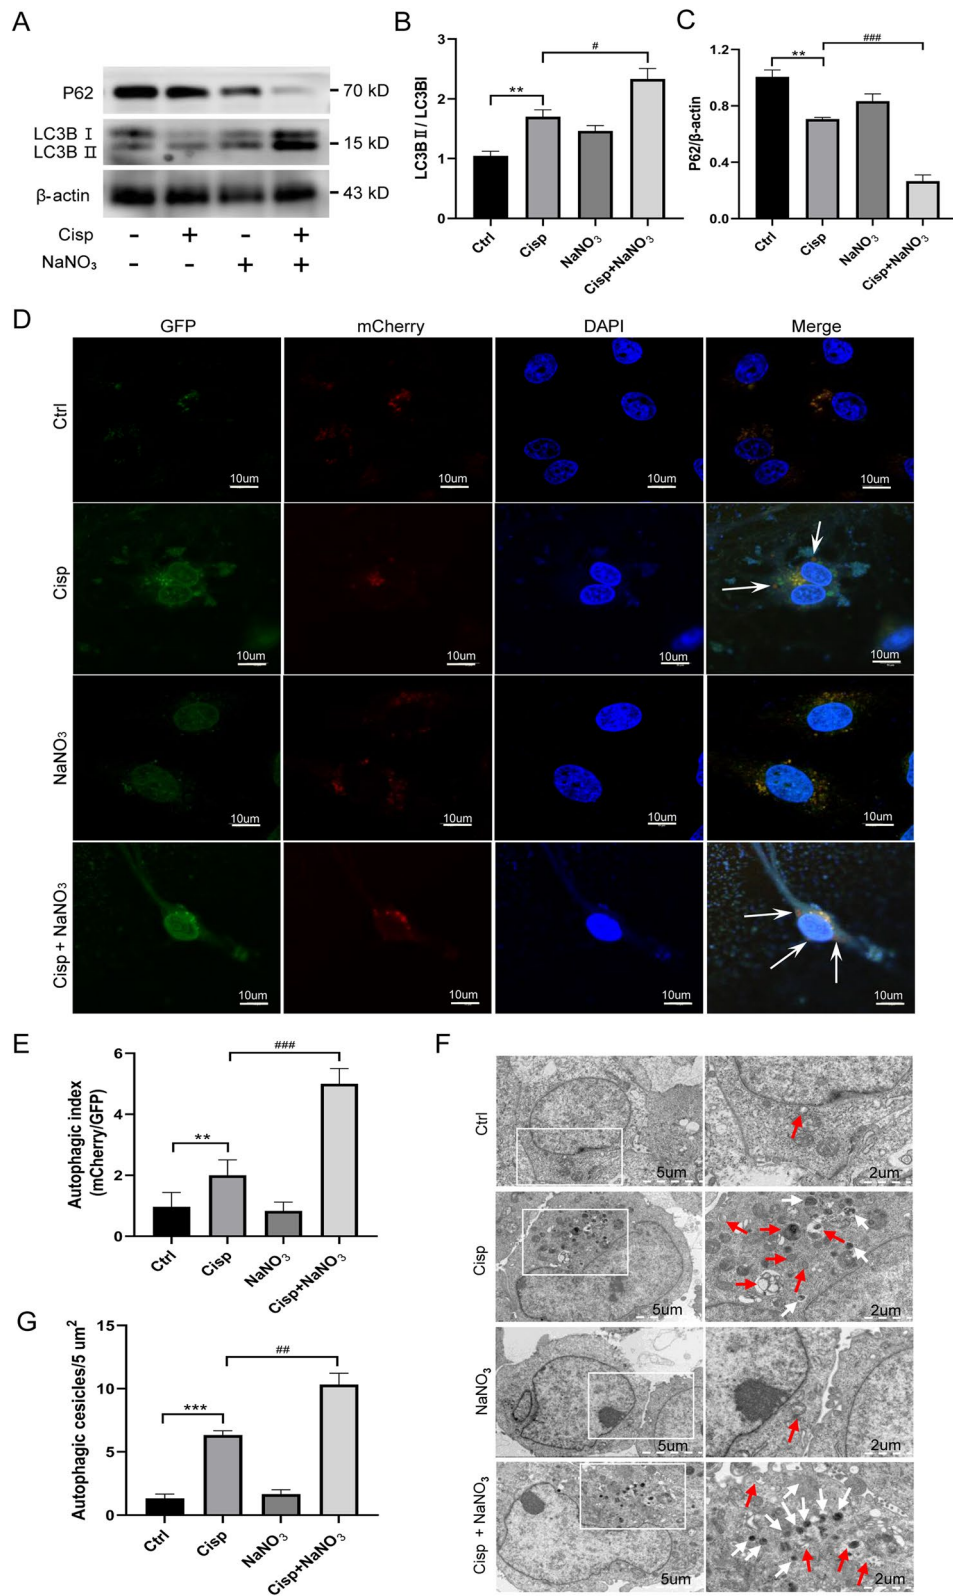 A
P62
70 kD
LC3B I
LC3B II
15 kD
β-actin
43 kD
Cisp - + - +
NaNO₃ - - + +
B
LC3B II / LC3BI
3
2
1
0
**
#
Ctrl
Cisp
NaNO₃
Cisp+NaNO₃
C
P62/β-actin
1.2
0.8
0.4
0.0
**
###
Ctrl
Cisp
NaNO₃
Cisp+NaNO₃
D
GFP mCherry DAPI Merge
Ctrl
10um 10um 10um 10um
Cisp
10um 10um 10um 10um
NaNO₃
10um 10um 10um 10um
Cisp + NaNO₃
10um 10um 10um 10um
E
Autophagic index
(mCherry/GFP)
6
4
2
0
**
###
Ctrl
Cisp
NaNO₃
Cisp+NaNO₃
F
Ctrl
5um 2um
Cisp
5um 2um
NaNO₃
5um 2um
Cisp + NaNO₃
5um 2um
G
Autophagic cesicles/5 um²
15
10
5
0
***
##
Ctrl
Cisp
NaNO₃
Cisp+NaNO₃